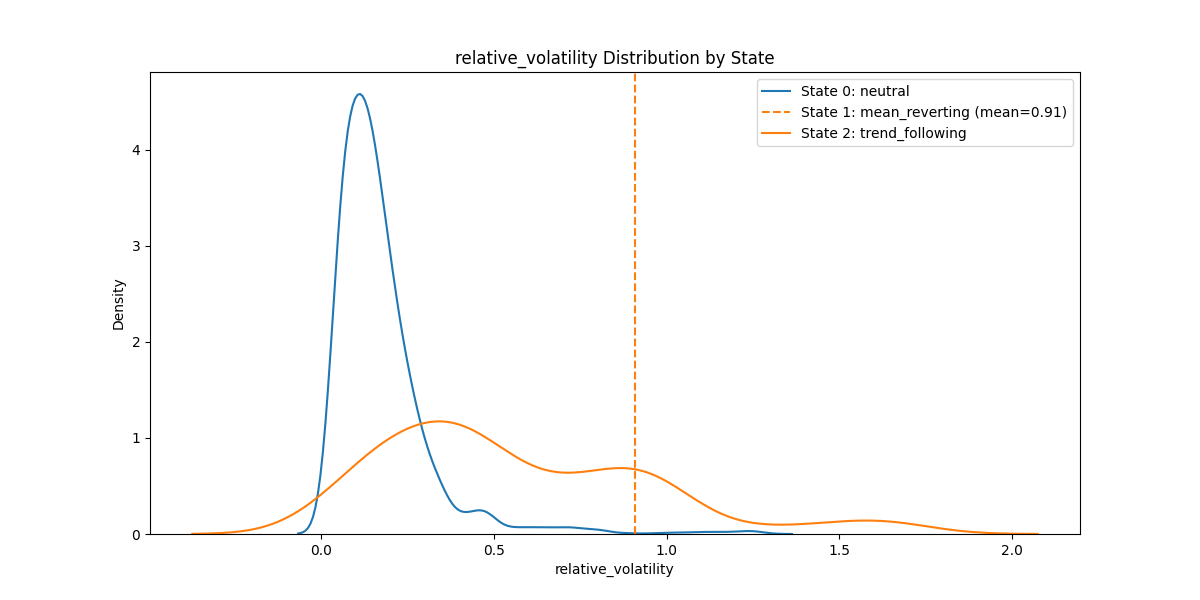 relative_volatility Distribution by State
State 0: neutral
State 1: mean_reverting (mean=0.91)
State 2: trend_following
Density
4
3
2
1
0
0.0 0.5 1.0 1.5 2.0
relative_volatility